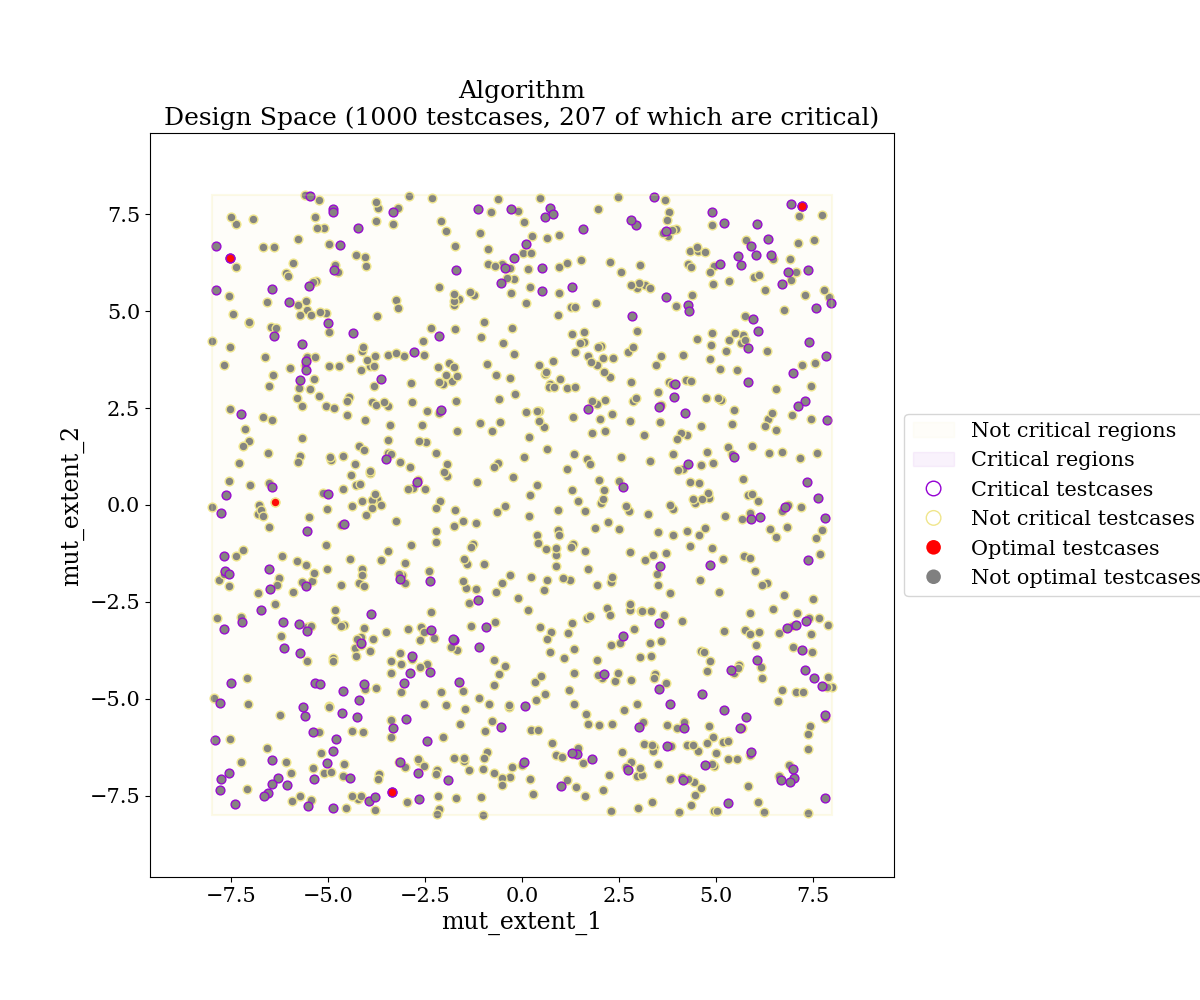 Algorithm
Design Space (1000 testcases, 207 of which are critical)
mut_extent_2
7.5
5.0
2.5
0.0
−2.5
−5.0
−7.5
−7.5
−5.0
−2.5
0.0
2.5
5.0
7.5
mut_extent_1
Not critical regions
Critical regions
Critical testcases
Not critical testcases
Optimal testcases
Not optimal testcases